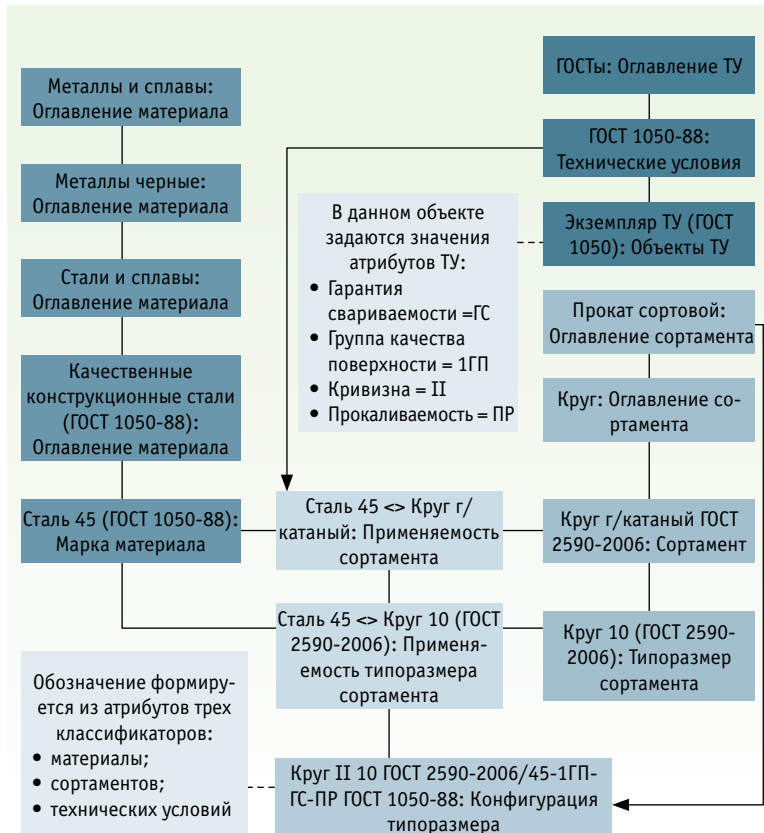 Металлы и сплавы:
Оглавление материала
Металлы черные:
Оглавление материала
Стали и сплавы:
Оглавление материала
Качественные
конструкционные стали
(ГОСТ 1050-88):
Оглавление материала
Сталь 45 (ГОСТ 1050-88):
Марка материала
ГОСТы: Оглавление ТУ
ГОСТ 1050-88:
Технические условия
Экземпляр ТУ (ГОСТ
1050): Объекты ТУ
В данном объекте
задаются значения
атрибутов ТУ:
• Гарантия
свариваемости =ГС
• Группа качества
поверхности = 1ГП
• Кривизна = II
• Прокаливаемость = ПР
Прокат сортовой:
Оглавление сортамента
Круг: Оглавление со-
ртамента
Сталь 45 <> Круг г/
катаный: Применяемость
сортамента
Круг г/катаный ГОСТ
2590-2006: Сортамент
Сталь 45 <> Круг 10 (ГОСТ
2590-2006): Применя-
емость типоразмера
сортамента
Круг 10 (ГОСТ 2590-
2006): Типоразмер
сортамента
Обозначение формиру-
ется из атрибутов трех
классификаторов:
• материалы;
• сортаментов;
• технических условий
Круг II 10 ГОСТ 2590-2006/45-1ГП-
ГС-ПР ГОСТ 1050-88: Конфигурация
типоразмера